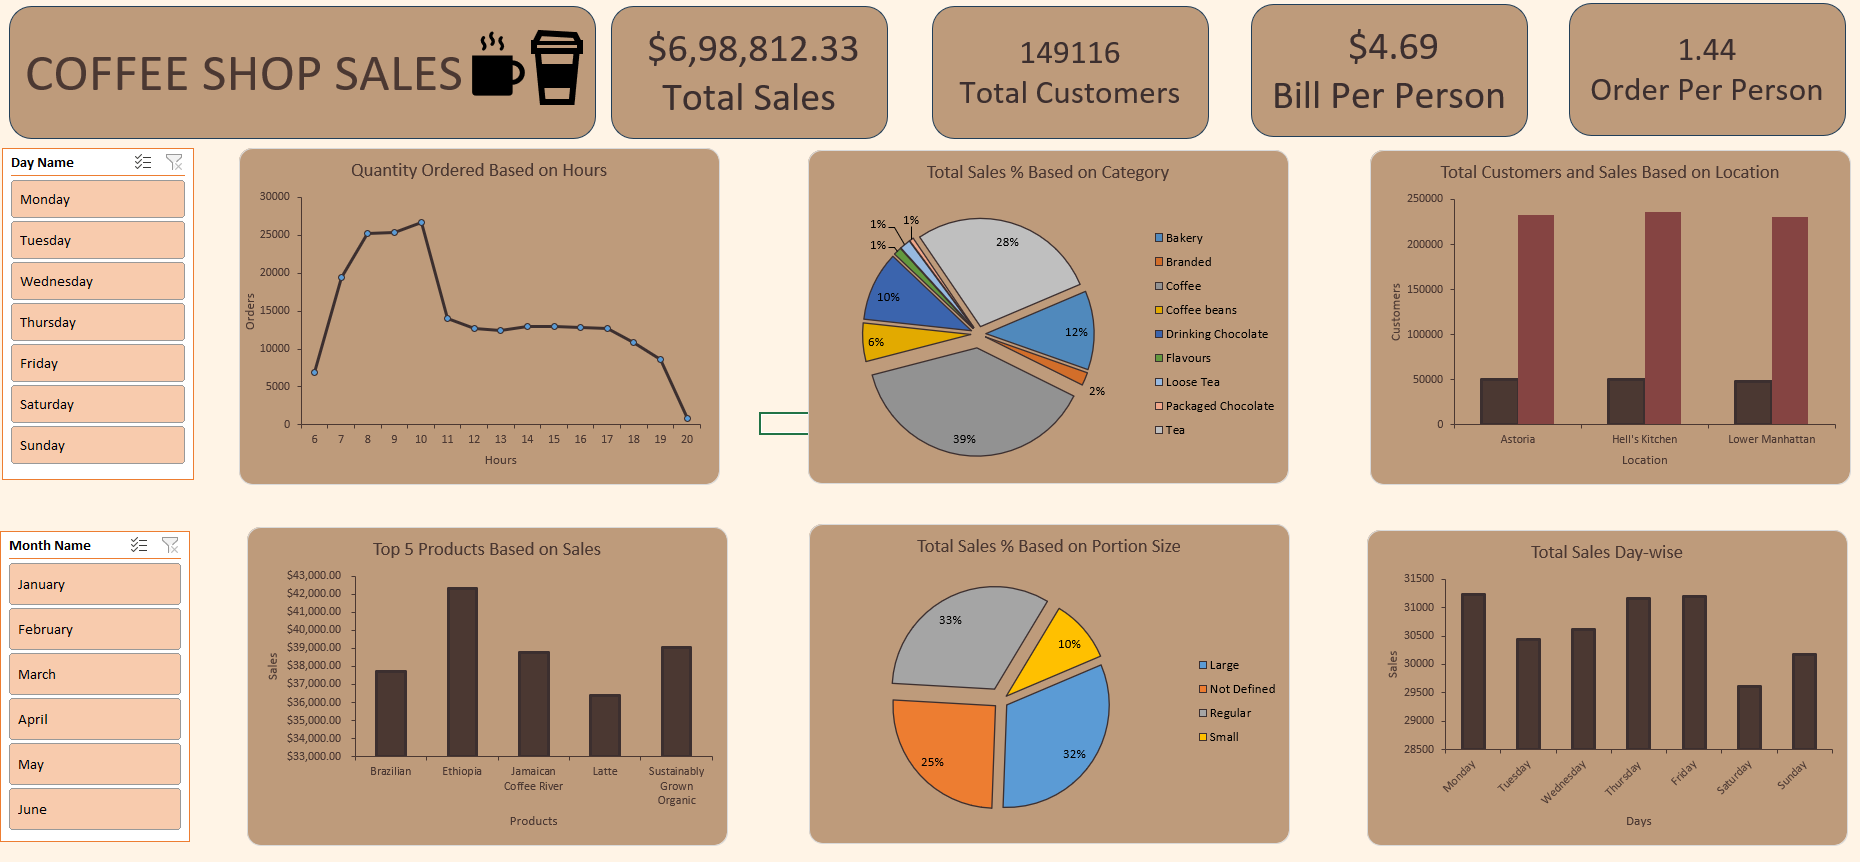 COFFEE SHOP SALES
$6,98,812.33
Total Sales
149116
Total Customers
$4.69
Bill Per Person
1.44
Order Per Person
Day Name
Monday
Tuesday
Wednesday
Thursday
Friday
Saturday
Sunday
Quantity Ordered Based on Hours
30000
25000
20000
15000
10000
5000
0
Orders
6 7 8 9 10 11 12 13 14 15 16 17 18 19 20
Hours
Total Sales % Based on Category
1%
1%
1%
28%
10%
12%
6%
2%
39%
Bakery
Branded
Coffee
Coffee beans
Drinking Chocolate
Flavours
Loose Tea
Packaged Chocolate
Tea
Total Customers and Sales Based on Location
250000
200000
150000
100000
50000
0
Customers
Astoria Hell's Kitchen Lower Manhattan
Location
Month Name
January
February
March
April
May
June
Top 5 Products Based on Sales
$43,000.00
$42,000.00
$41,000.00
$40,000.00
$39,000.00
$38,000.00
$37,000.00
$36,000.00
$35,000.00
$34,000.00
$33,000.00
Sales
Brazilian Ethiopia Jamaican Latte Sustainably
Coffee River Grown
Organic
Products
Total Sales % Based on Portion Size
33%
10%
25%
32%
Large
Not Defined
Regular
Small
Total Sales Day-wise
31500
31000
30500
30000
29500
29000
28500
Sales
Monday Tuesday Wednesday Thursday Friday Saturday Sunday
Days